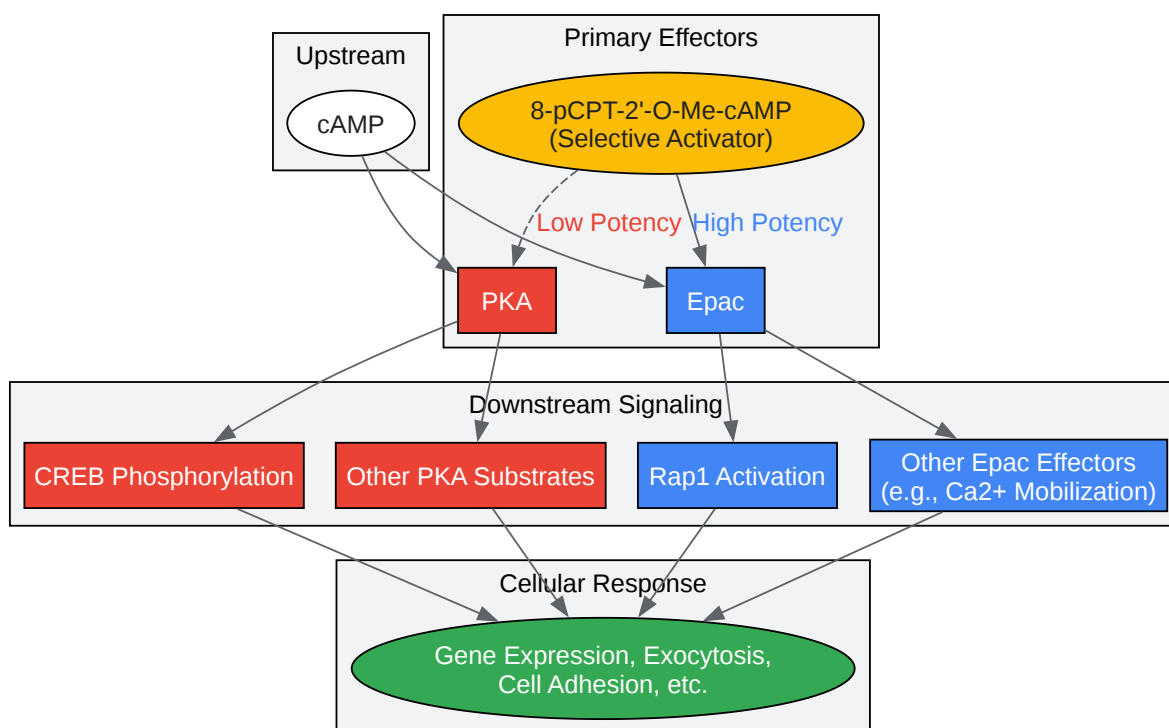 Primary Effectors
Upstream
8-pCPT-2'-O-Me-cAMP
(Selective Activator)
cAMP
Low Potency
High Potency
PKA
Epac
Downstream Signaling
CREB Phosphorylation
Other PKA Substrates
Rap1 Activation
Other Epac Effectors
(e.g., Ca2+ Mobilization)
Cellular Response
Gene Expression, Exocytosis,
Cell Adhesion, etc.